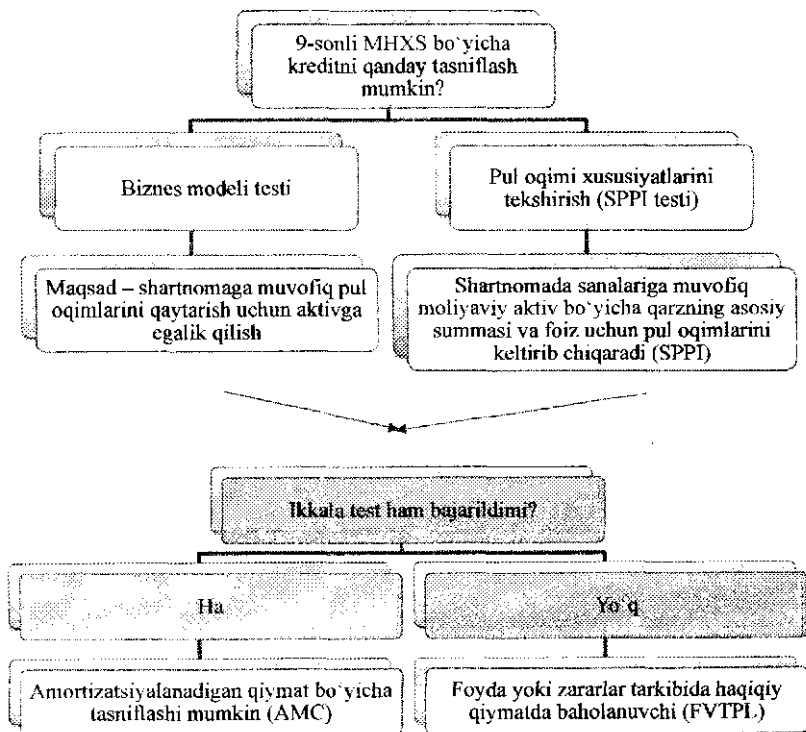 9-sonli MHXS bo`yicha
kreditni qanday tasniflash
mumkin?
Biznes modeli testi
Pul oqimi xususiyatlarini
tekshirish (SPPI testi)
Maqsad – shartnomaga muvofiq pul
oqimlarini qaytarish uchun aktivga
egalik qilish
Shartnomada sanalariga muvofiq
moliyaviy aktiv bo`yicha qarzning asosiy
summasi va foiz uchun pul oqimlarini
keltirib chiqaradi (SPPI)
Ikkala test ham bajarildimi?
Ha
Yo`q
Amortizatsiyalanadigan qiymat bo`yicha
tasniflashi mumkin (AMC)
Foyda yoki zararlar tarkibida haqiqiy
qiymatda baholanuvchi (FVTPL)